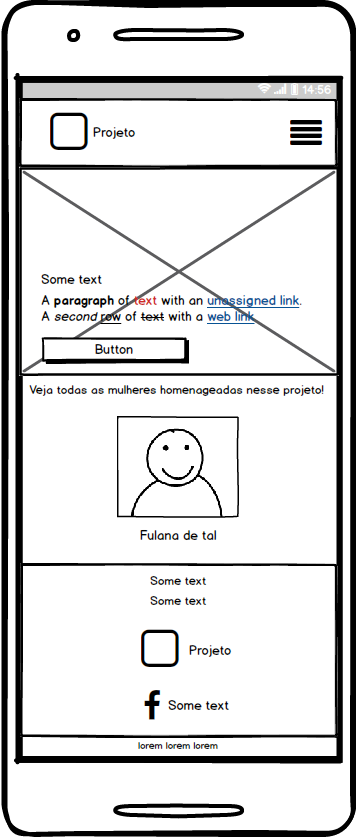 14:56
Projeto
Some text
A paragraph of text with an unassigned link.
A second row of text with a web link
Button
Veja todas as mulheres homenageadas nesse projeto!
Fulana de tal
Some text
Some text
Projeto
f Some text
lorem lorem lorem